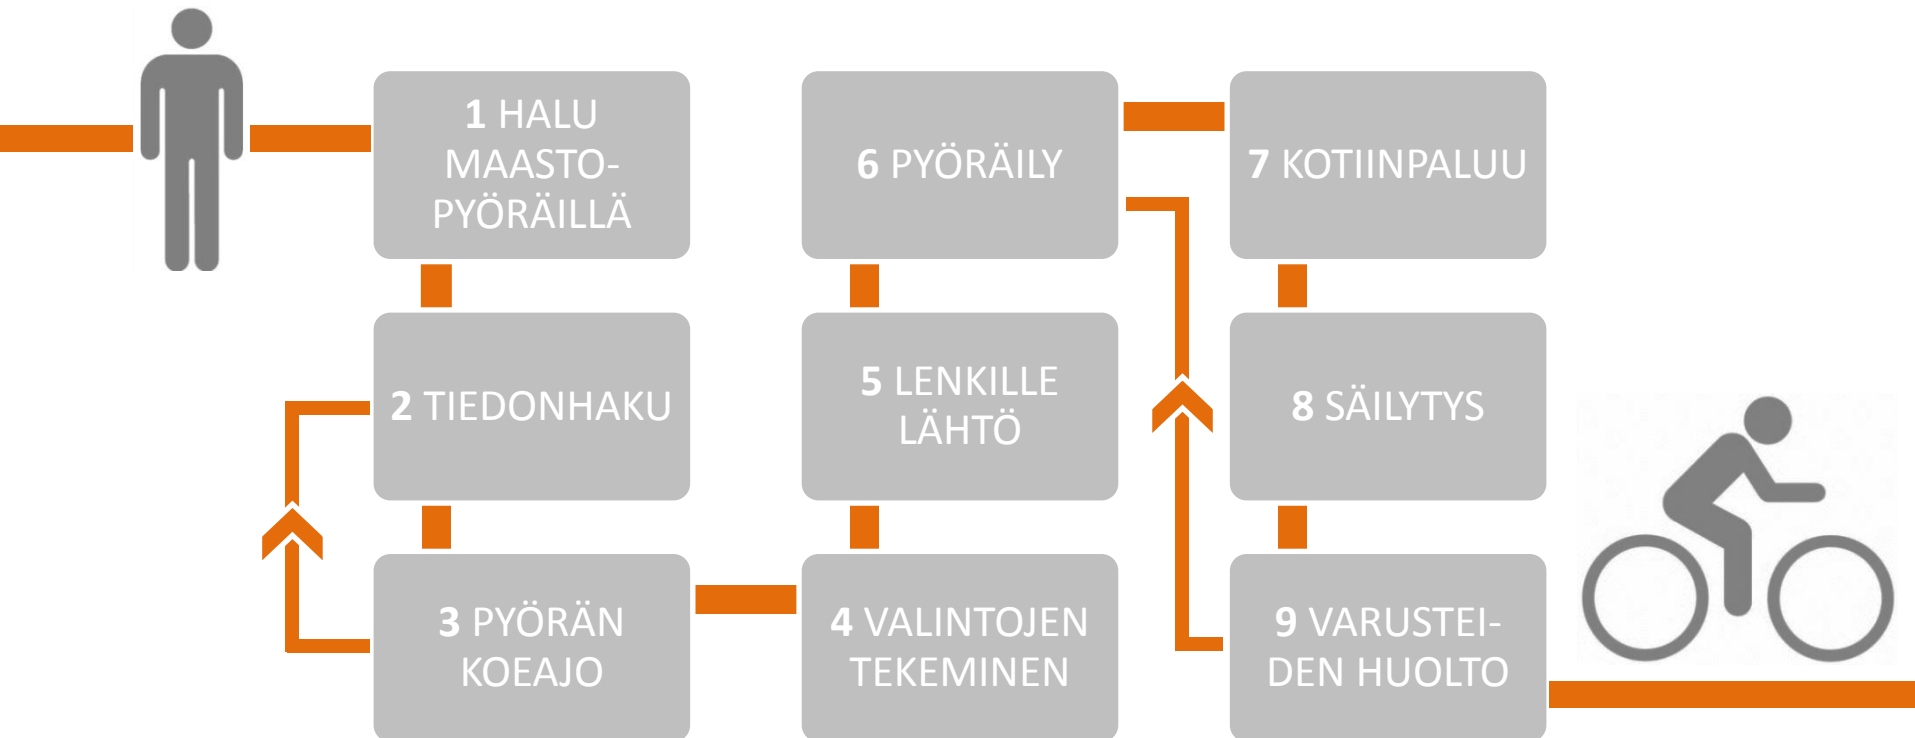 1 HALU
MAASTO-
PYÖRÄILLÄ
2 TIEDONHAKU
3 PYÖRÄN
KOEAJO
4 VALINTOJEN
TEKEMINEN
5 LENKILLE
LÄHTÖ
6 PYÖRÄILY
7 KOTIINPALUU
8 SÄILYTYS
9 VARUSTEI-
DEN HUOLTO